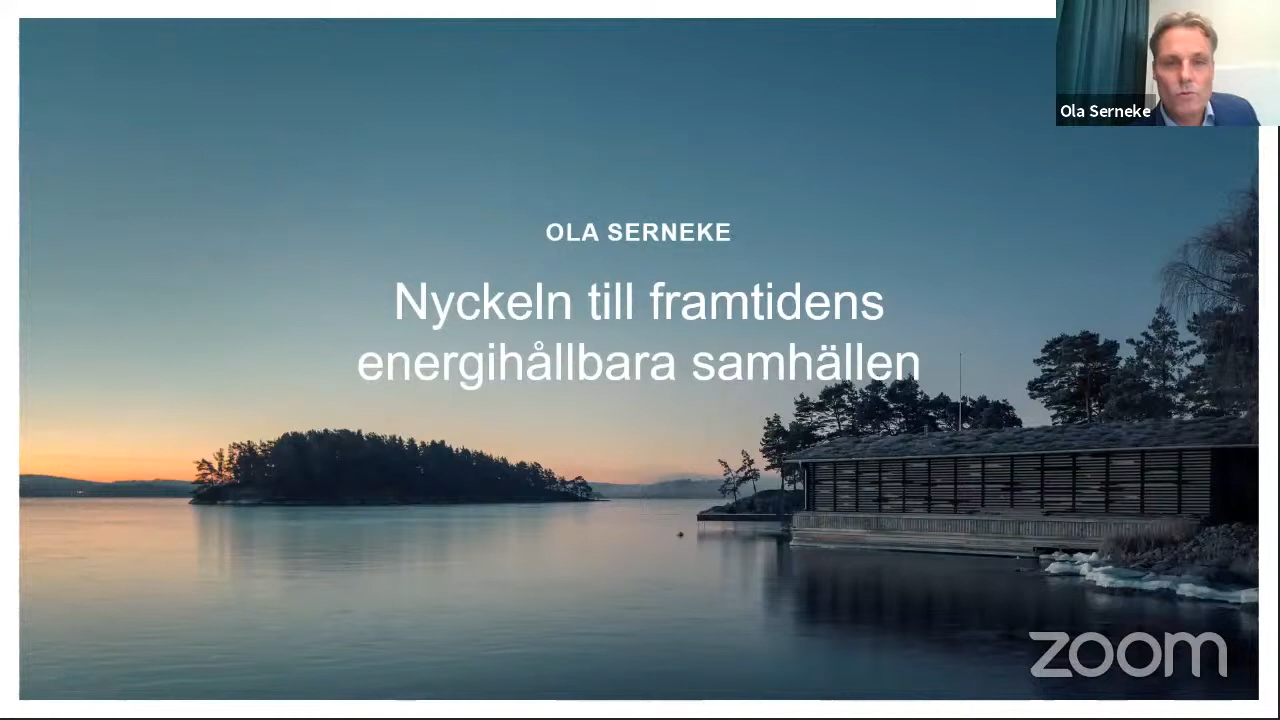 Ola Serneke
OLA SERNEKE
Nyckeln till framtidens
energihållbara samhällen
zoom